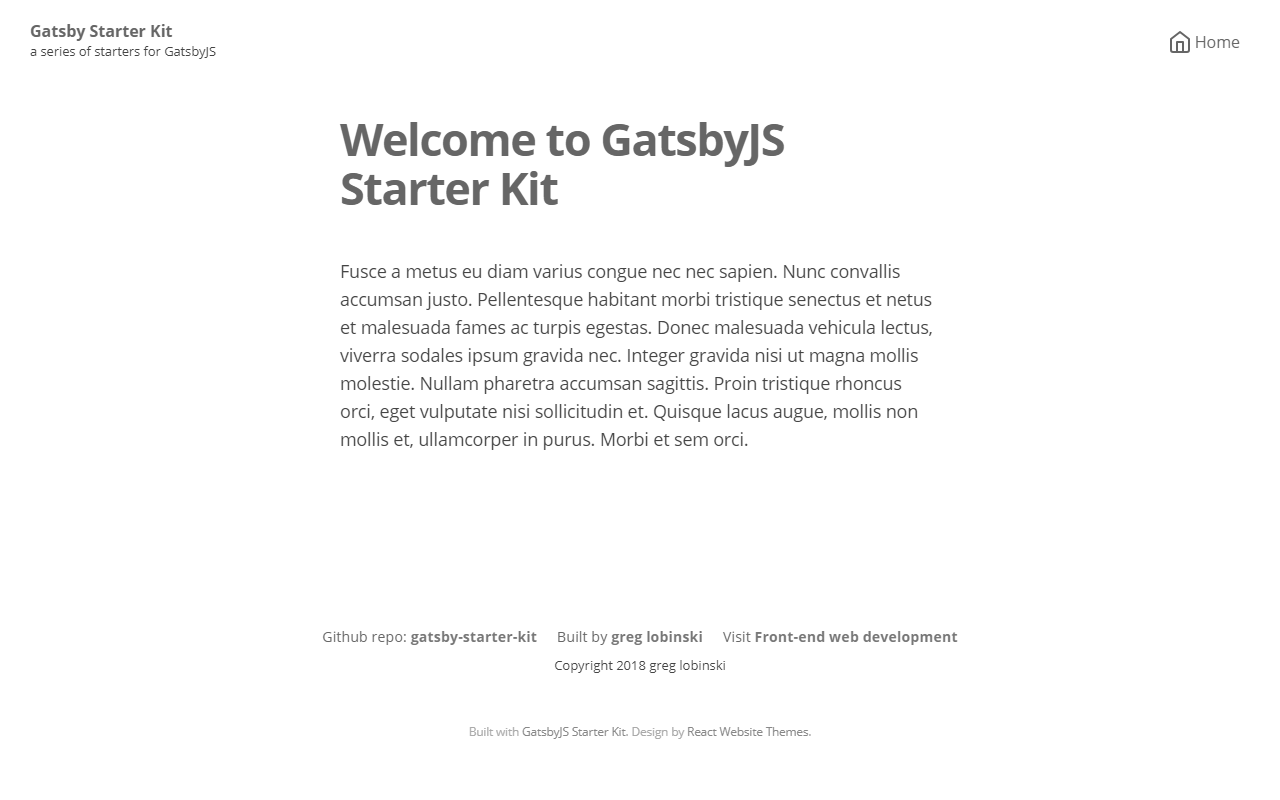 Gatsby Starter Kit
a series of starters for GatsbyJS
Home
Welcome to GatsbyJS
Starter Kit
Fusce a metus eu diam varius congue nec nec sapien. Nunc convallis
accumsan justo. Pellentesque habitant morbi tristique senectus et netus
et malesuada fames ac turpis egestas. Donec malesuada vehicula lectus,
viverra sodales ipsum gravida nec. Integer gravida nisi ut magna mollis
molestie. Nullam pharetra accumsan sagittis. Proin tristique rhoncus
orci, eget vulputate nisi sollicitudin et. Quisque lacus augue, mollis non
mollis et, ullamcorper in purus. Morbi et sem orci.
Github repo: gatsby-starter-kit Built by greg lobinski Visit Front-end web development
Copyright 2018 greg lobinski
Built with GatsbyJS Starter Kit. Design by React Website Themes.